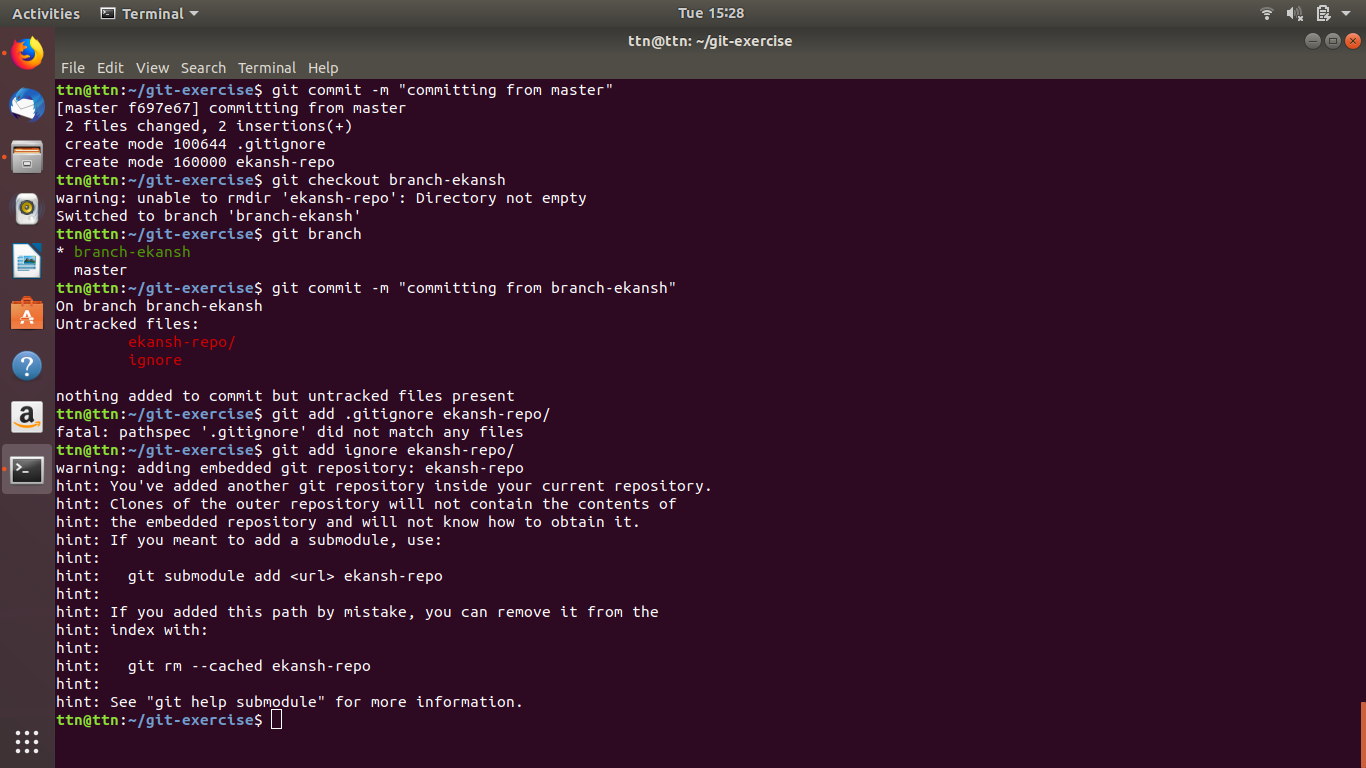 Activities Terminal Tue 15:28
ttn@ttn: ~/git-exercise
File Edit View Search Terminal Help
ttn@ttn:~/git-exercise$ git commit -m "committing from master"
[master f697e67] committing from master
 2 files changed, 2 insertions(+)
 create mode 100644 .gitignore
 create mode 160000 ekansh-repo
ttn@ttn:~/git-exercise$ git checkout branch-ekansh
warning: unable to rmdir 'ekansh-repo': Directory not empty
Switched to branch 'branch-ekansh'
ttn@ttn:~/git-exercise$ git branch
* branch-ekansh
  master
ttn@ttn:~/git-exercise$ git commit -m "committing from branch-ekansh"
On branch branch-ekansh
Untracked files:
        ekansh-repo/
        ignore
nothing added to commit but untracked files present
ttn@ttn:~/git-exercise$ git add .gitignore ekansh-repo/
fatal: pathspec '.gitignore' did not match any files
ttn@ttn:~/git-exercise$ git add ignore ekansh-repo/
warning: adding embedded git repository: ekansh-repo
hint: You've added another git repository inside your current repository.
hint: Clones of the outer repository will not contain the contents of
hint: the embedded repository and will not know how to obtain it.
hint: If you meant to add a submodule, use:
hint:
hint:   git submodule add <url> ekansh-repo
hint:
hint: If you added this path by mistake, you can remove it from the
hint: index with:
hint:
hint:   git rm --cached ekansh-repo
hint:
hint: See "git help submodule" for more information.
ttn@ttn:~/git-exercise$